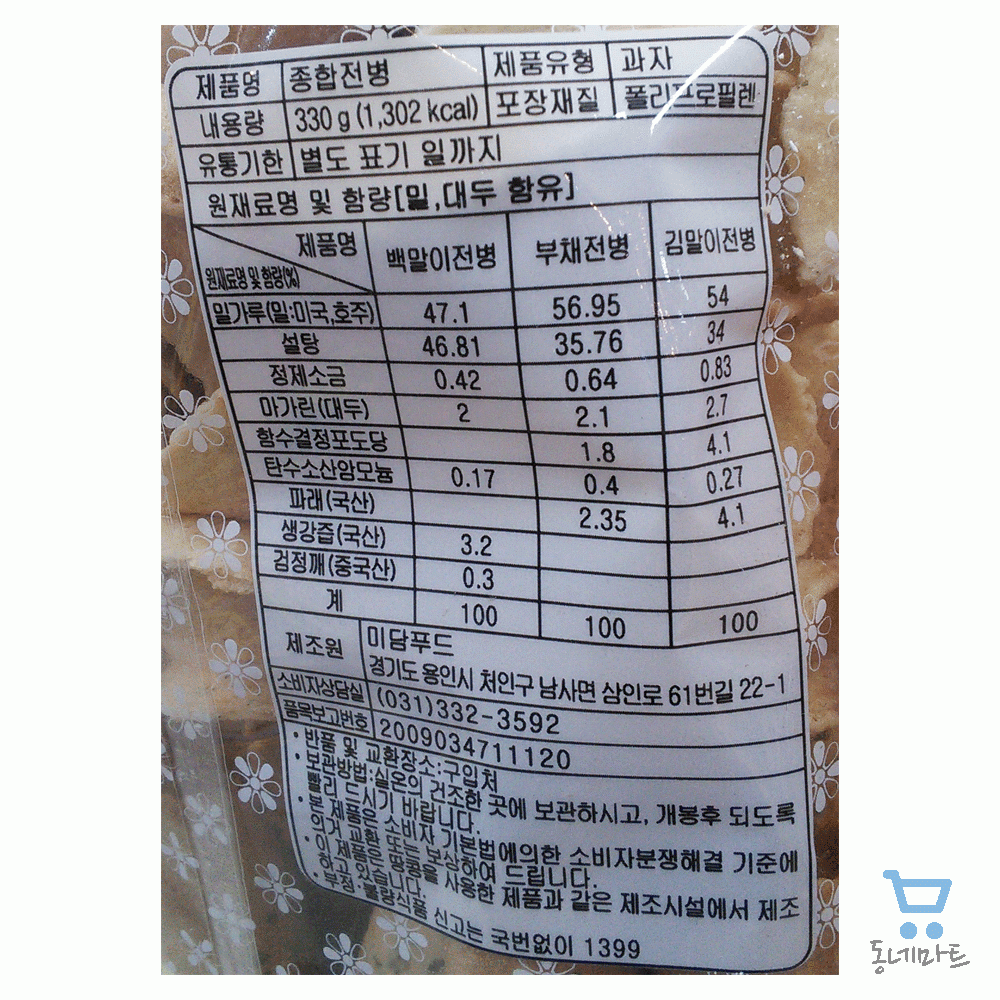 제품명 종합전병 제품유형 과자
내용량 330 g (1,302 kcal) 포장재질 폴리프로필렌
유통기한 별도 표기 일까지
원재료명 및 함량[밀,대두 함유]
제품명 백말이전병 부채전병 김말이전병
원재료명 및 함량(%)
밀가루(밀:미국,호주) 47.1 56.95 54
설탕 46.81 35.76 34
정제소금 0.42 0.64 0.83
마가린(대두) 2 2.1 2.7
함수결정포도당 1.8 4.1
탄수소산암모늄 0.17 0.4 0.27
파래(국산) 2.35 4.1
생강즙(국산) 3.2
검정깨(중국산) 0.3
계 100 100 100
제조원 미담푸드
경기도 용인시 처인구 남사면 삼인로 61번길 22-1
소비자상담실 (031)332-3592
품목보고번호 2009034711120
• 반품 및 교환장소:구입처
• 보관방법:실온의 건조한 곳에 보관하시고, 개봉후 되도록
빨리 드시기 바랍니다.
• 본 제품은 소비자 기본법에의한 소비자분쟁해결 기준에
의거 교환 또는 보상하여 드립니다.
• 이 제품은 땅콩을 사용한 제품과 같은 제조시설에서 제조
하고 있습니다.
• 부정·불량식품 신고는 국번없이 1399
동네마트